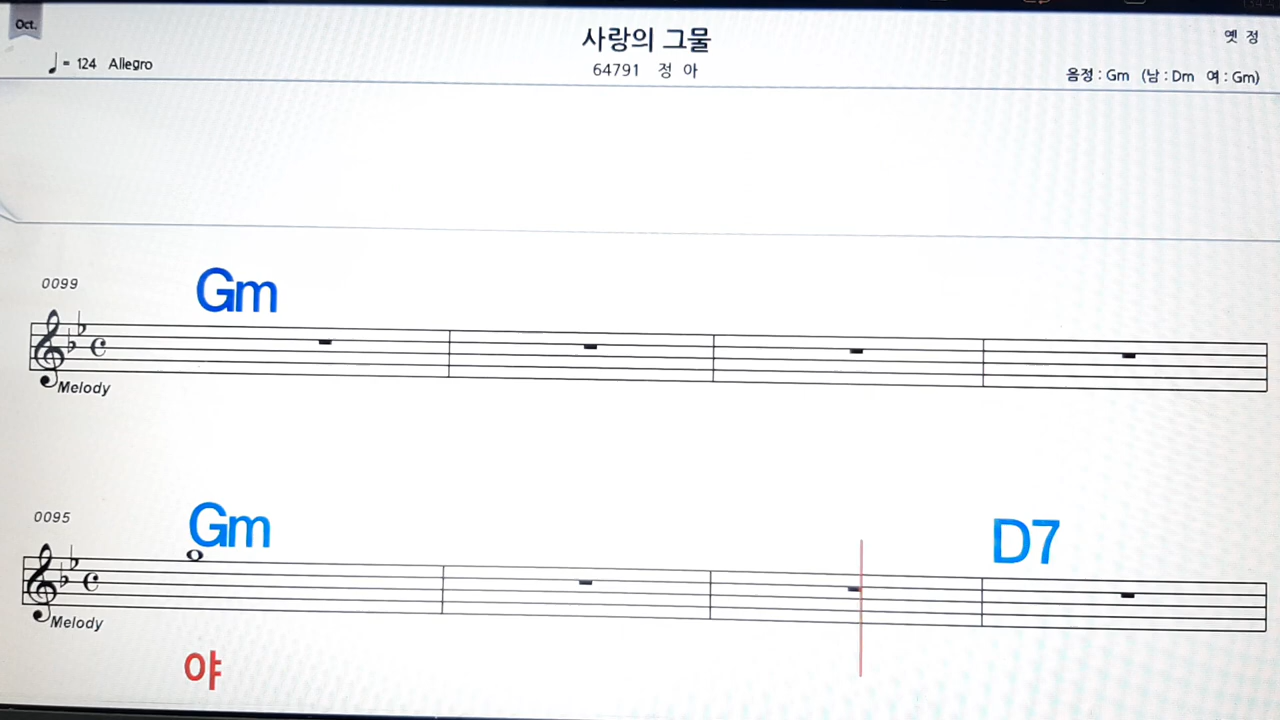 Oct.
사랑의 그물
옛 정
♩= 124 Allegro
64791 정 아
음정 : Gm (남 : Dm 여 : Gm)
0099
Gm
Melody
0095
Gm
D7
Melody
야